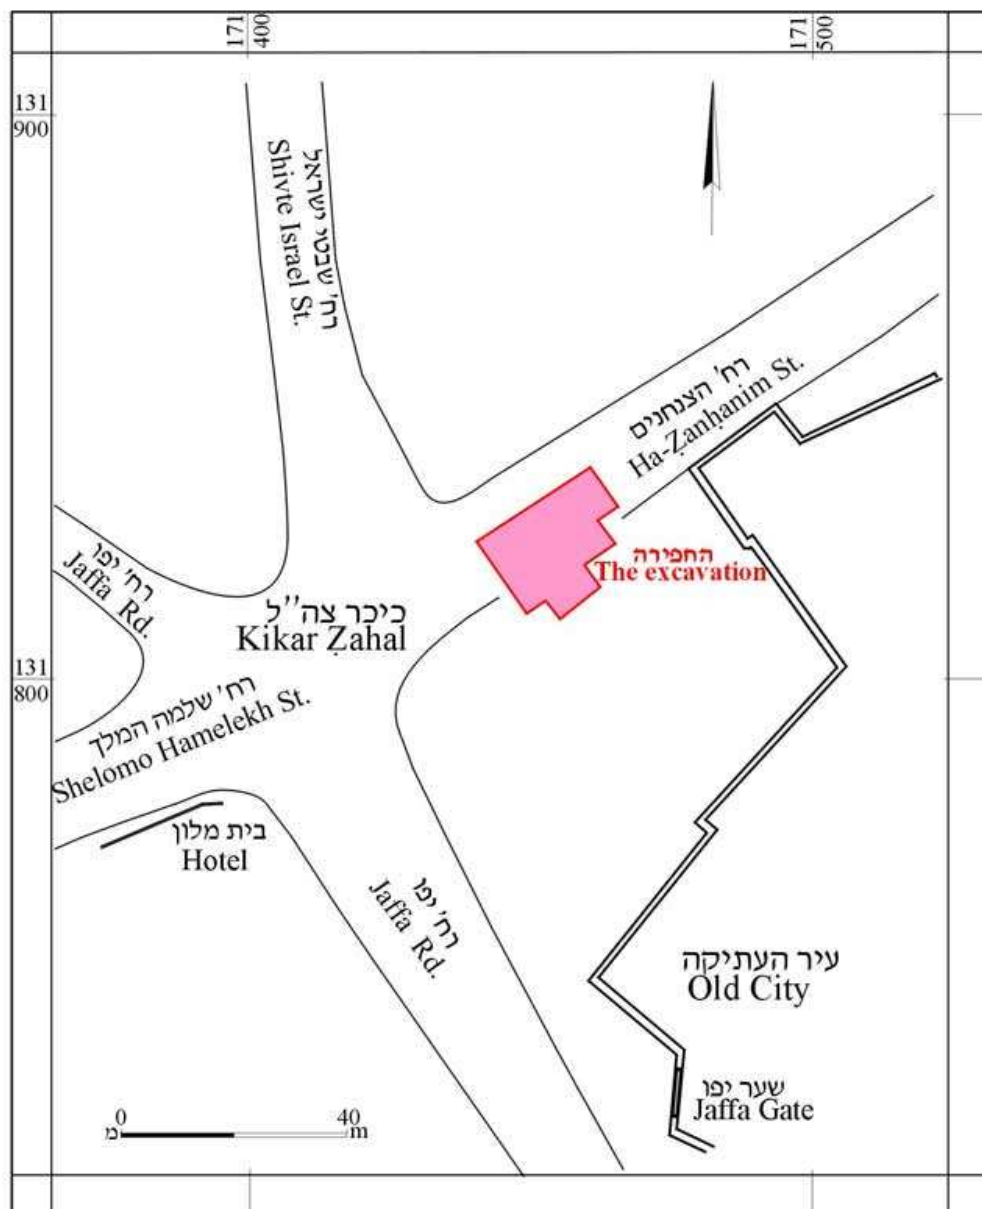 171
400
171
500
131
900
רח' שבטי ישראל
Shivte Israel St.
רח' הצנחנים
Ha-Ẓanḥanim St.
החפירה
The excavation
רח' יפו
Jaffa Rd.
כיכר צה''ל
Kikar Ẓahal
131
800
רח' שלמה המלך
Shelomo Hamelekh St.
בית מלון
Hotel
רח' יפו
Jaffa Rd.
עיר העתיקה
Old City
שער יפו
Jaffa Gate
0 40
מ m